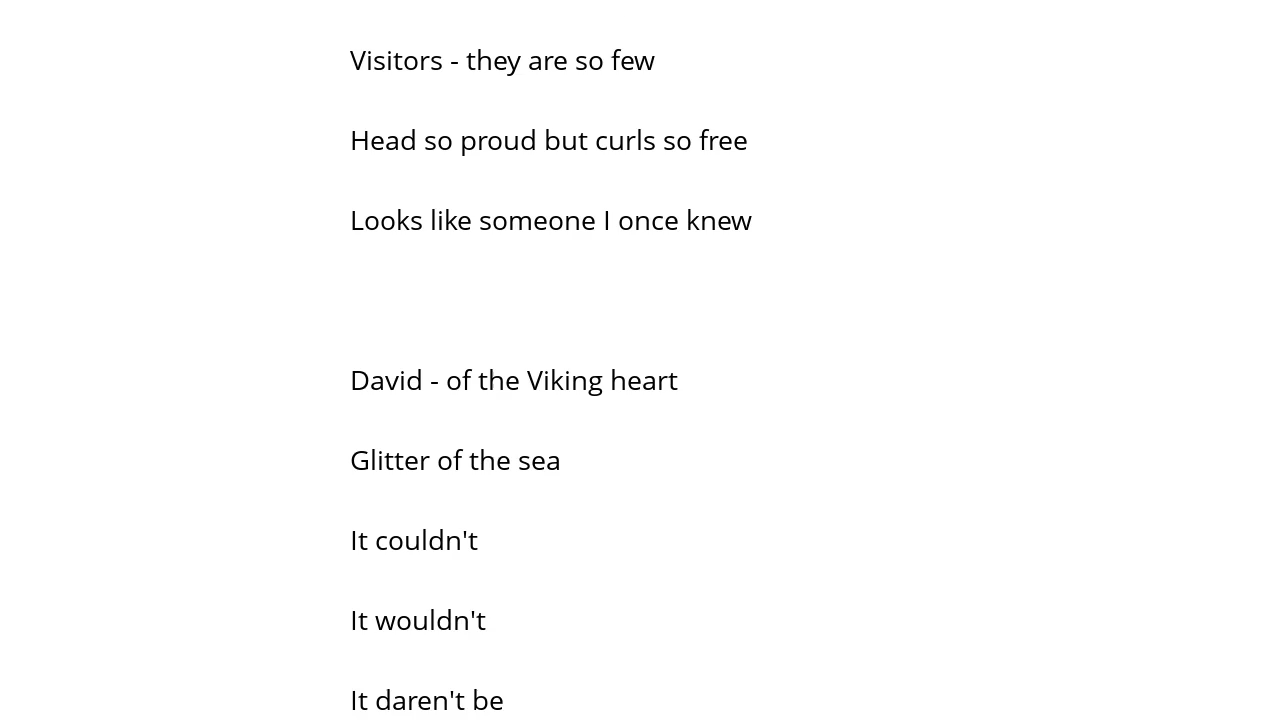 Visitors - they are so few
Head so proud but curls so free
Looks like someone I once knew
David - of the Viking heart
Glitter of the sea
It couldn't
It wouldn't
It daren't be